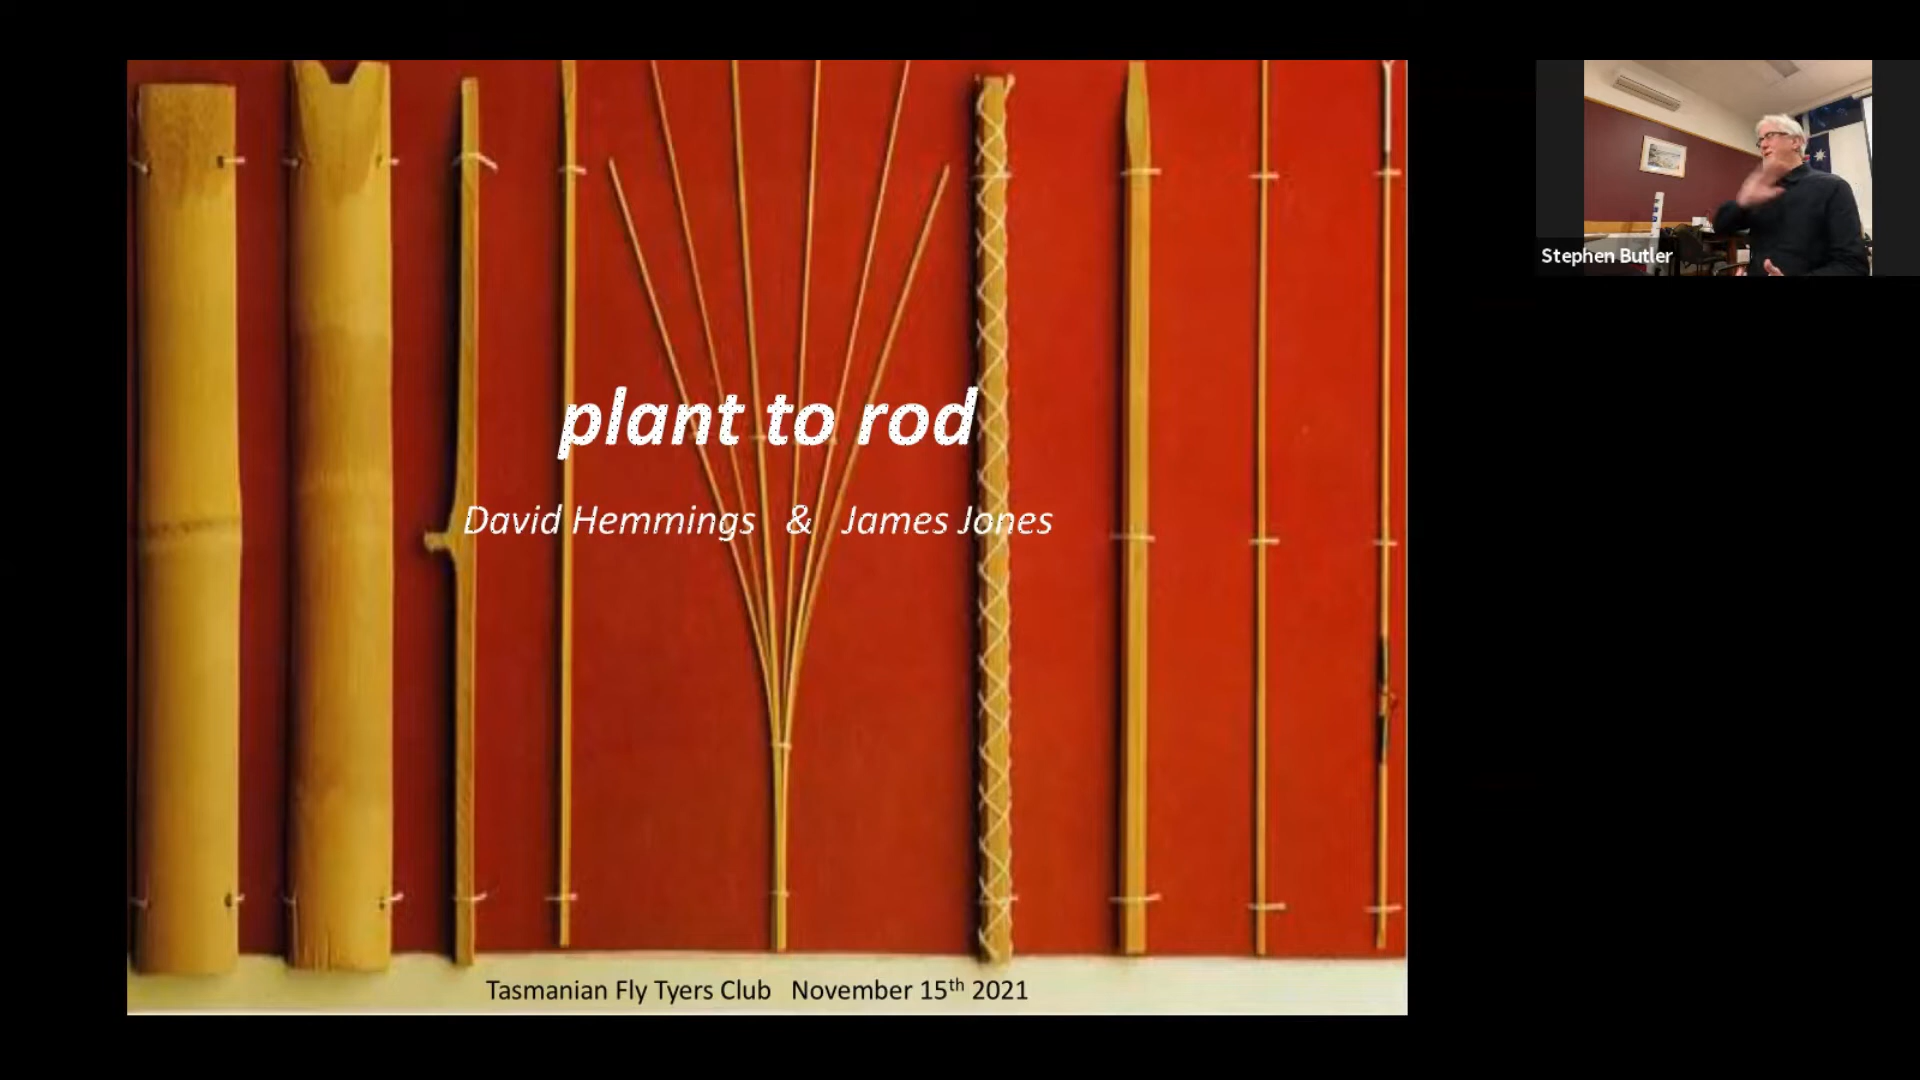 plant to rod
David Hemmings & James Jones
Tasmanian Fly Tyers Club November 15th 2021
Stephen Butler